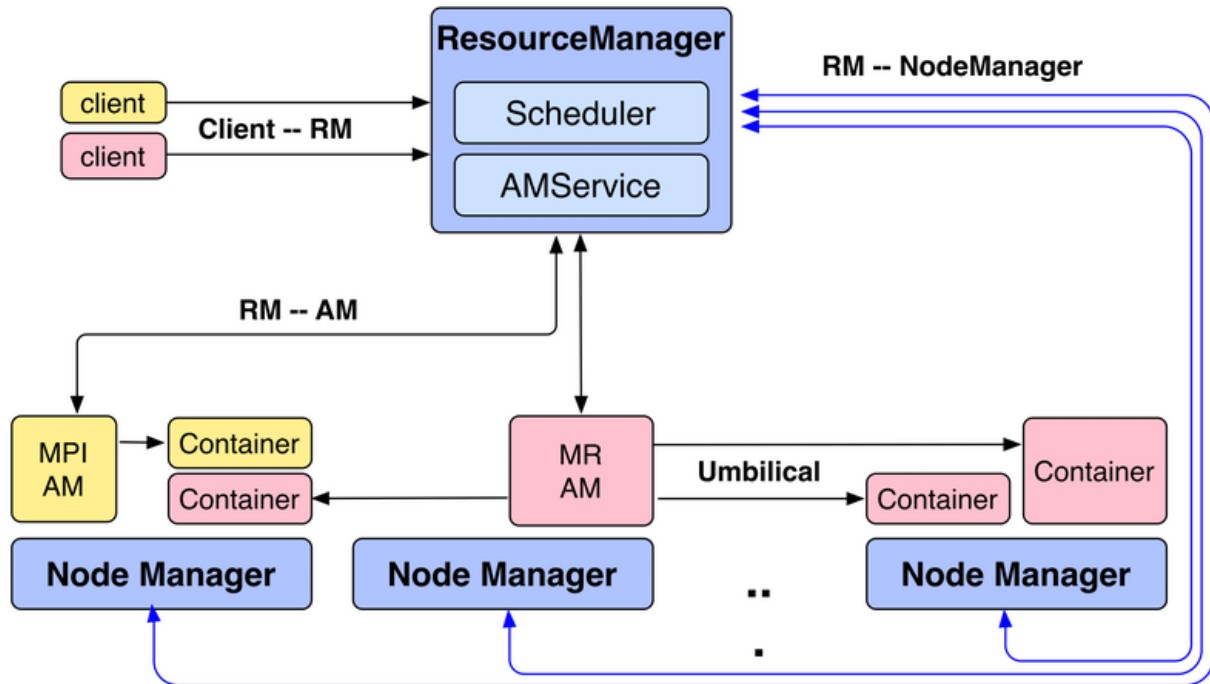 ResourceManager
RM -- NodeManager
client
Scheduler
Client -- RM
client
AMService
RM -- AM
MPI
AM
Container
Container
MR
AM
Umbilical
Container
Container
Node Manager
Node Manager
..
.
Node Manager